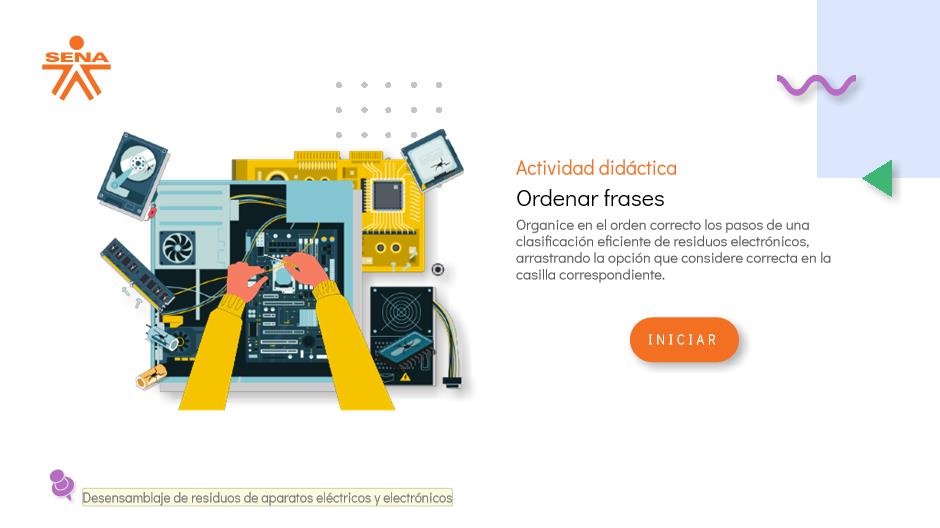 SENA
Actividad didáctica
Ordenar frases
Organice en el orden correcto los pasos de una
clasificación eficiente de residuos electrónicos,
arrastrando la opción que considere correcta en la
casilla correspondiente.
INICIAR
Desensamblaje de residuos de aparatos eléctricos y electrónicos